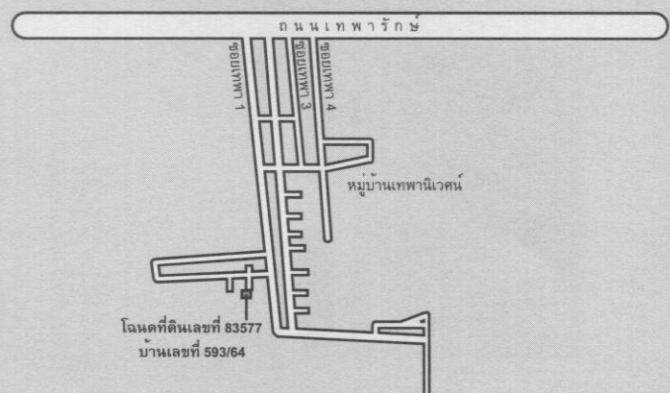 ถนนเทพารักษ์
ซอยเทพา 1
ซอยเทพา 3
ซอยเทพา 4
หมู่บ้านเทพานิเวศน์
โฉนดที่ดินเลขที่ 83577
บ้านเลขที่ 593/64